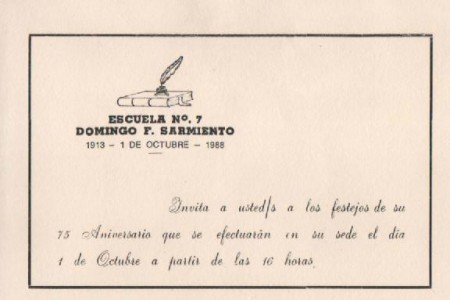 ESCUELA Nº. 7
DOMINGO F. SARMIENTO
1913 - 1 DE OCTUBRE - 1988
Invita a usted/s a los festejos de su
75 Aniversario que se efectuarán en su sede el día
1 de Octubre a partir de las 16 horas.